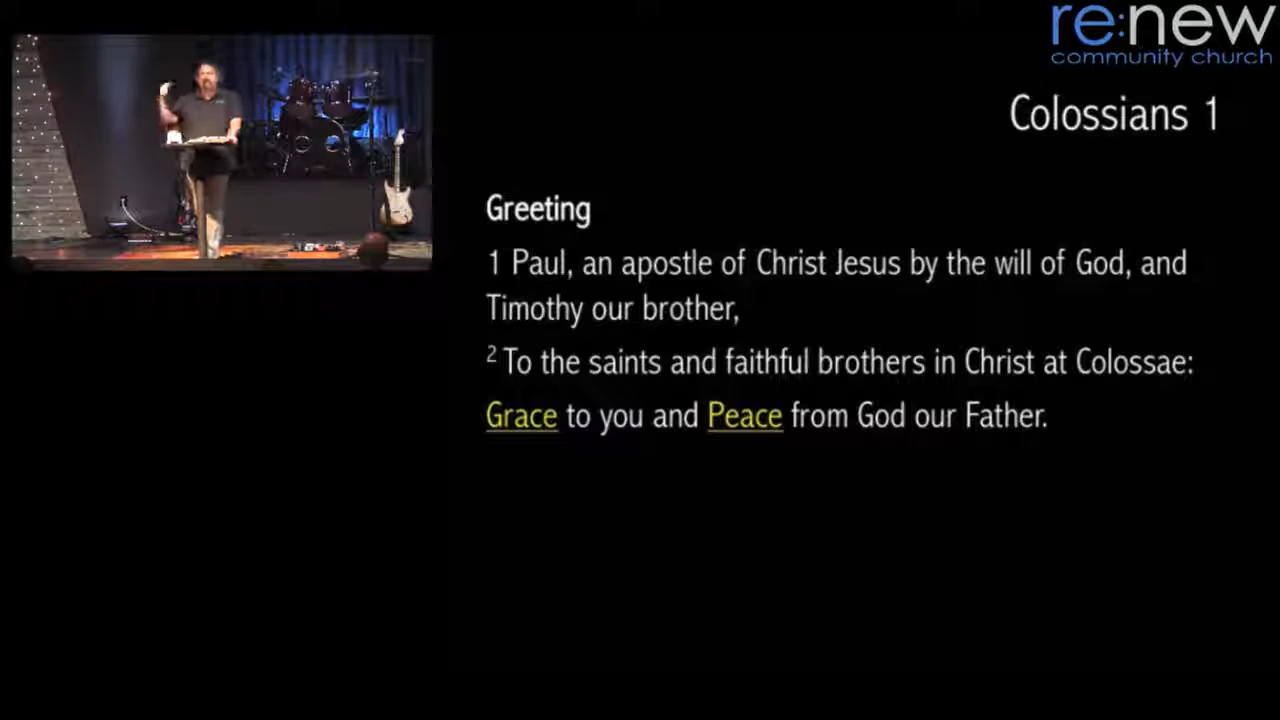 re:new
community church
Colossians 1
Greeting
1 Paul, an apostle of Christ Jesus by the will of God, and
Timothy our brother,
2 To the saints and faithful brothers in Christ at Colossae:
Grace to you and Peace from God our Father.